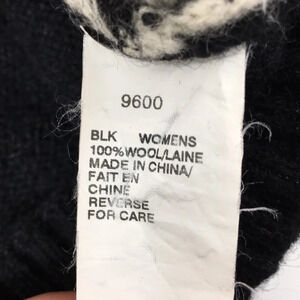 9600
BLK WOMENS
100%WOOL/LAINE
MADE IN CHINA/
FAIT EN
CHINE
REVERSE
FOR CARE